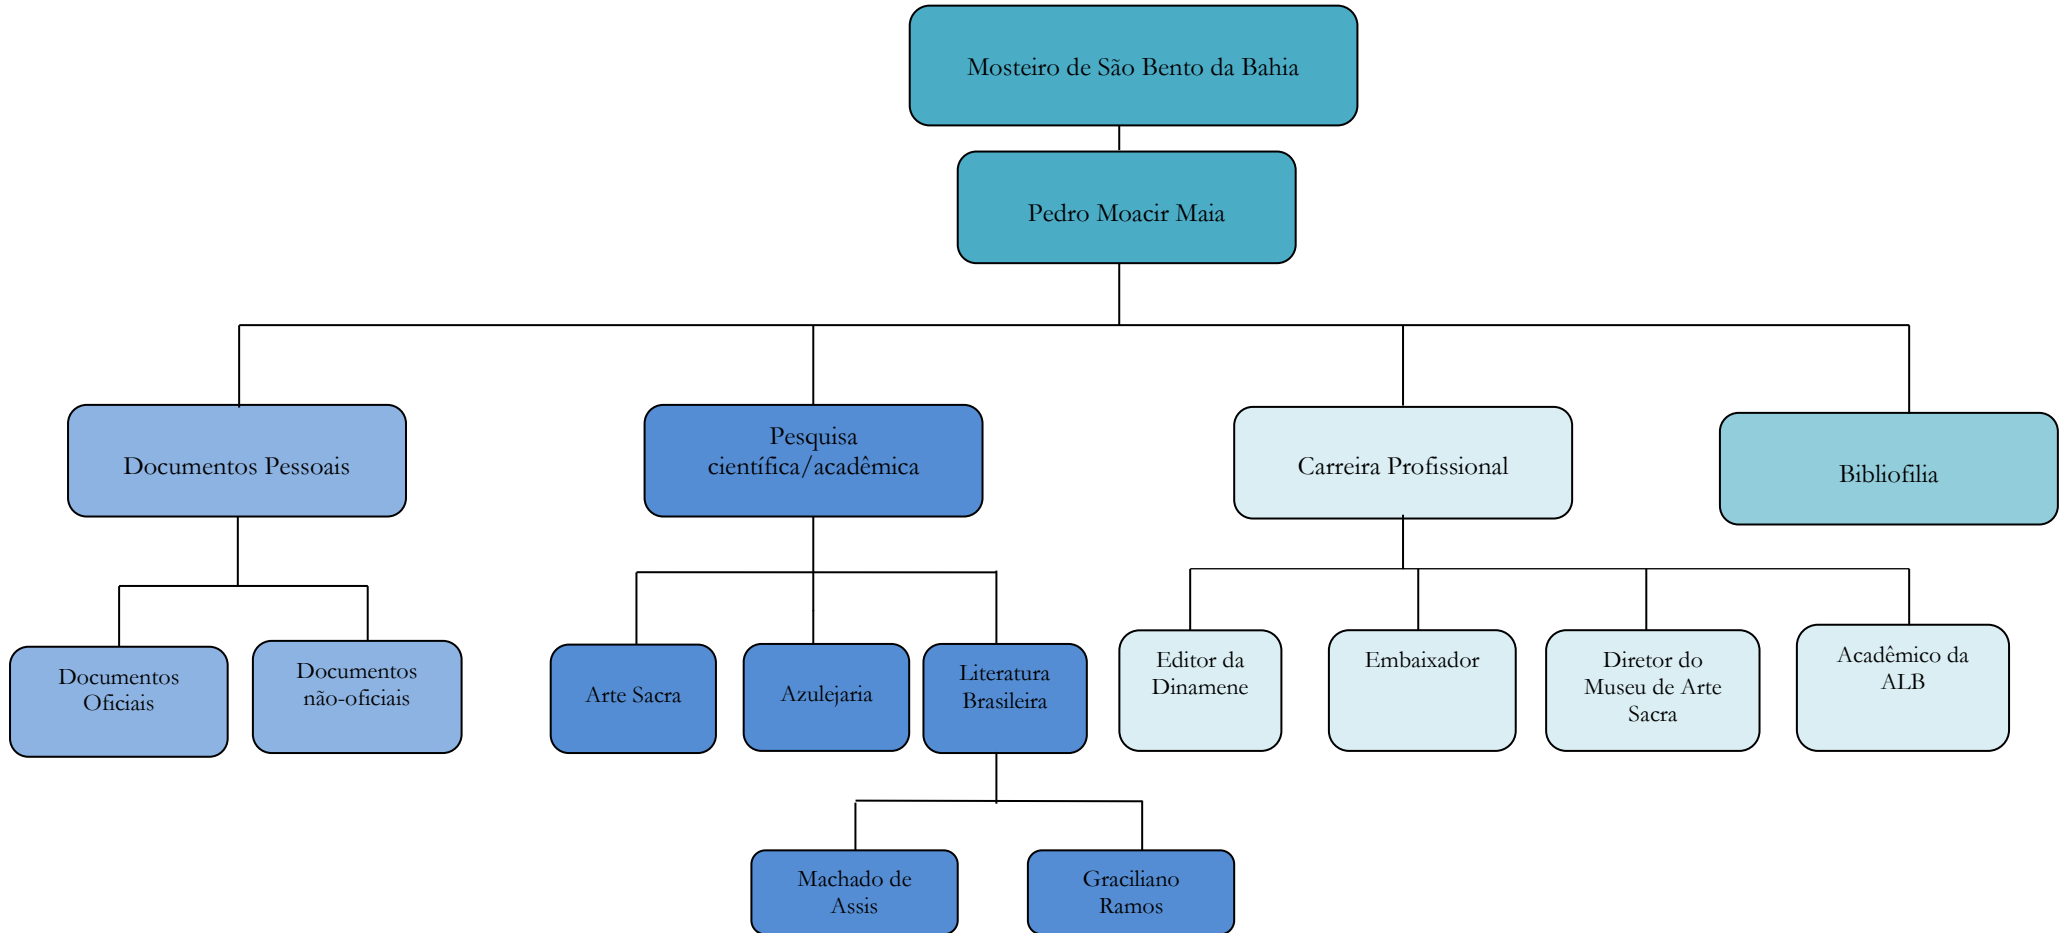 Mosteiro de São Bento da Bahia
Pedro Moacir Maia
Documentos Pessoais
Pesquisa
científica/acadêmica
Carreira Profissional
Bibliofilia
Documentos
Oficiais
Documentos
não-oficiais
Arte Sacra
Azulejaria
Literatura
Brasileira
Editor da
Dinamene
Embaixador
Diretor do
Museu de Arte
Sacra
Acadêmico da
ALB
Machado de
Assis
Graciliano
Ramos